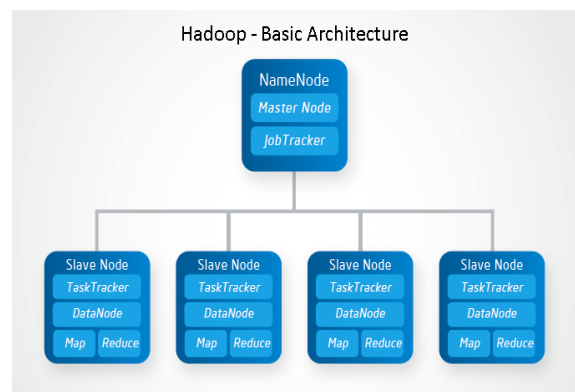 Hadoop - Basic Architecture
NameNode
Master Node
JobTracker
Slave Node
TaskTracker
DataNode
Map Reduce
Slave Node
TaskTracker
DataNode
Map Reduce
Slave Node
TaskTracker
DataNode
Map Reduce
Slave Node
TaskTracker
DataNode
Map Reduce